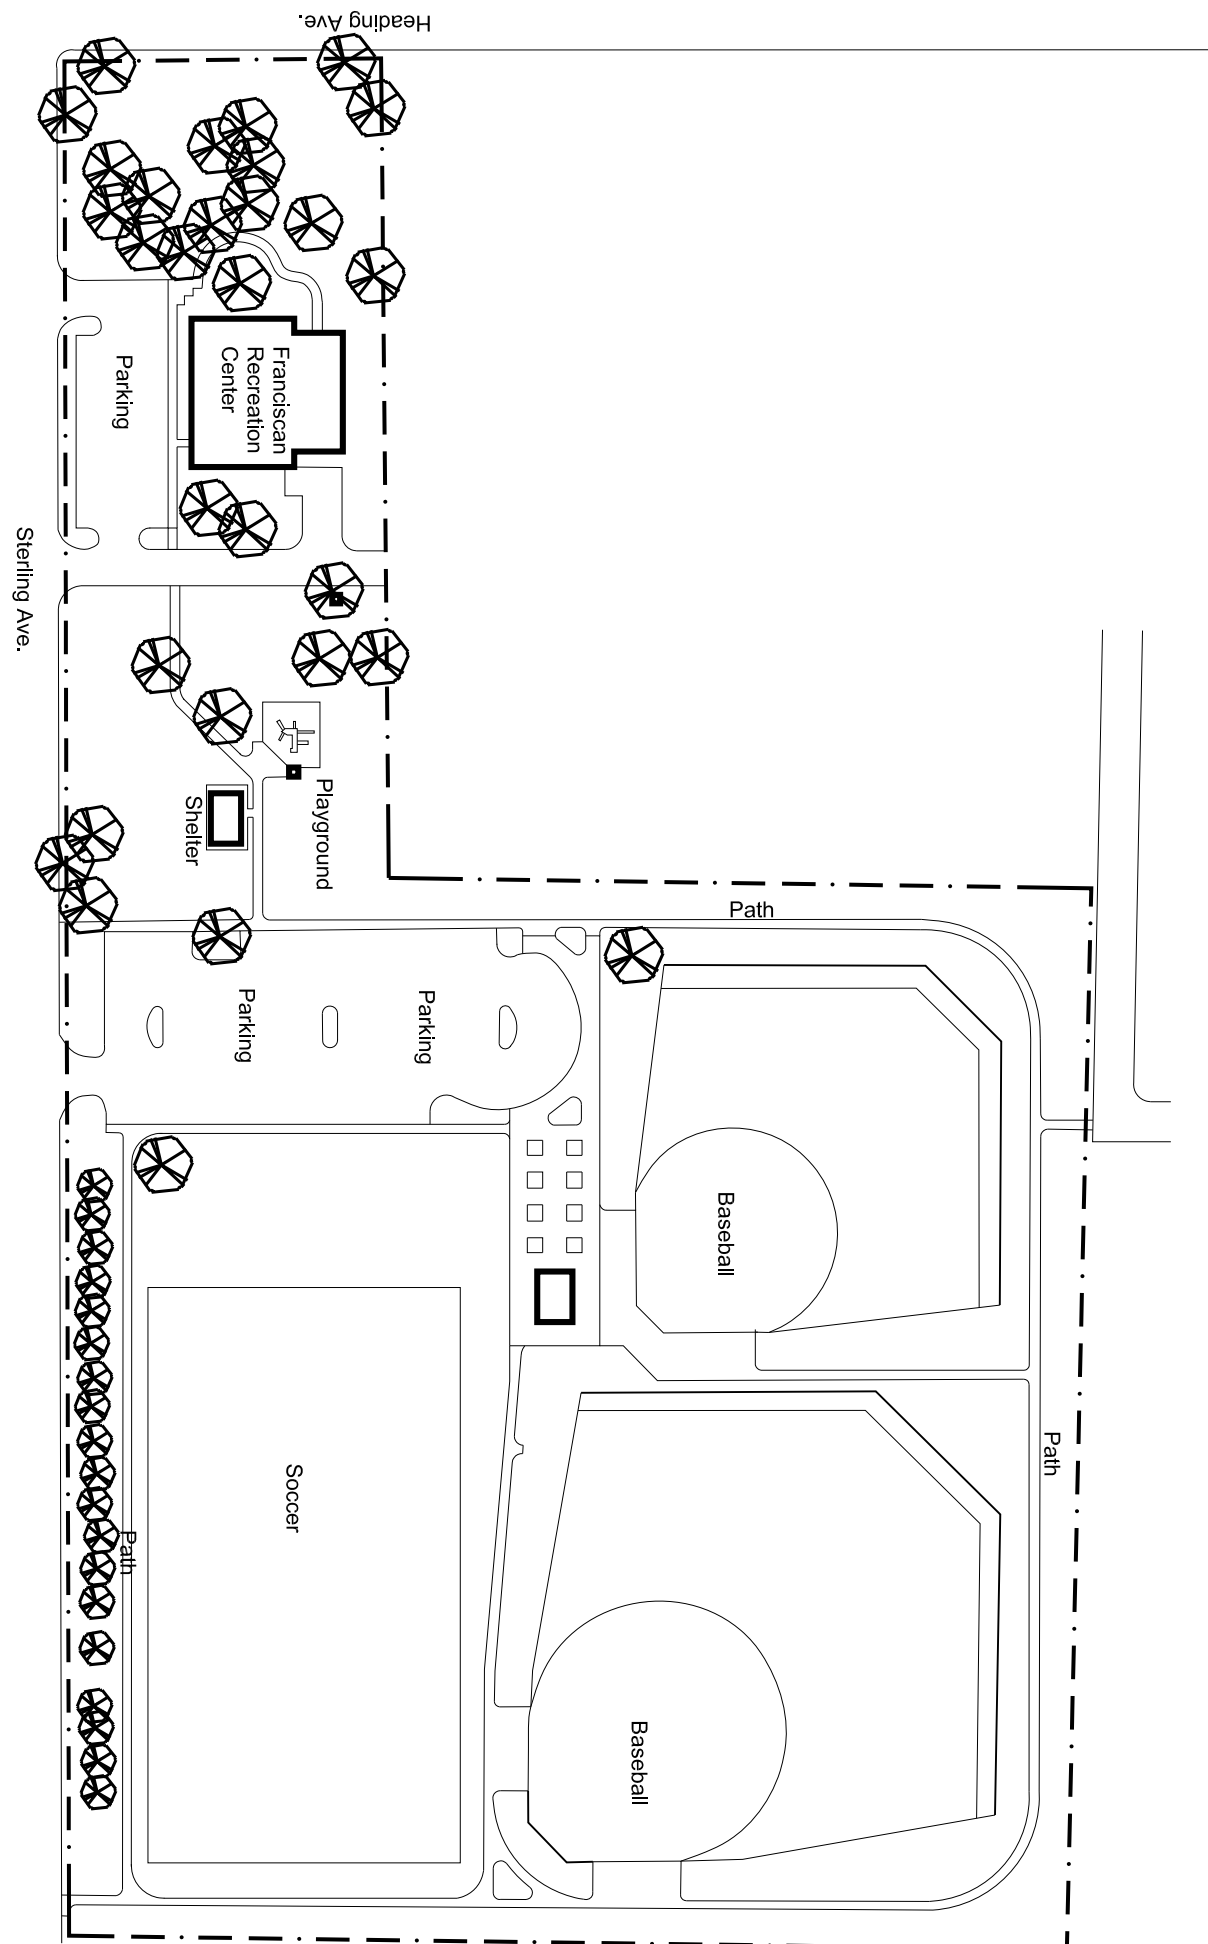 Heading Ave.
Parking
Franciscan
Recreation
Center
Sterling Ave.
Playground
Shelter
Path
Parking
Parking
Baseball
Path
Soccer
Path
Baseball